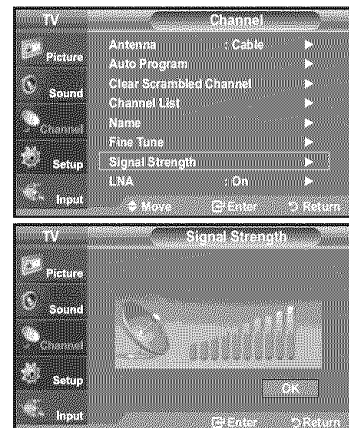 TV Channel
Picture
Sound
Channel
Setup
Input
Antenna : Cable
Auto Program
Clear Scrambled Channel
Channel List
Name
Fine Tune
Signal Strength
LNA : On
Move Enter Return
TV Signal Strength
Picture
Sound
Channel
Setup
Input
OK
Enter Return